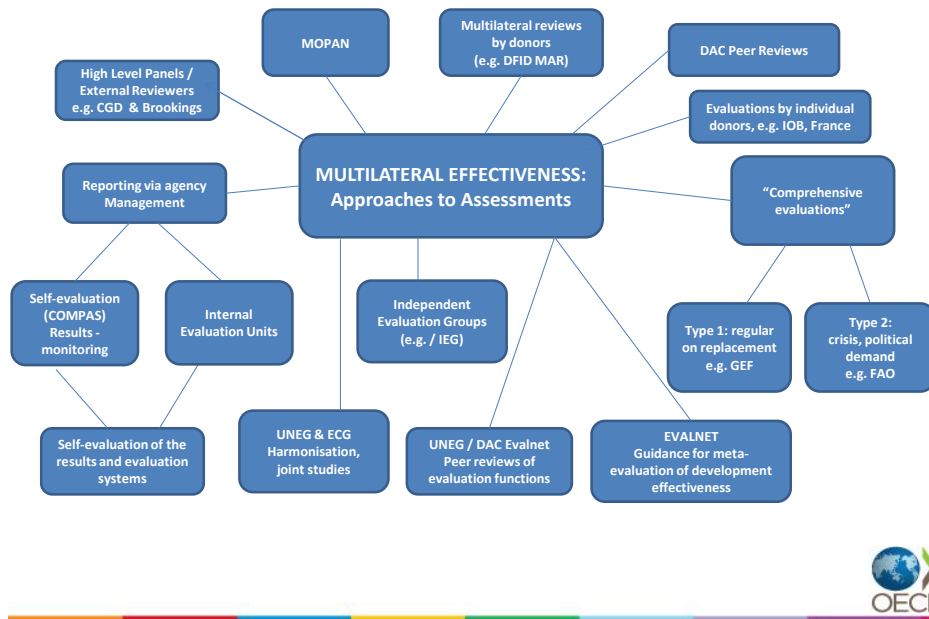 MOPAN
Multilateral reviews
by donors
(e.g. DFID MAR)
DAC Peer Reviews
High Level Panels /
External Reviewers
e.g. CGD & Brookings
Evaluations by individual
donors, e.g. IOB, France
MULTILATERAL EFFECTIVENESS:
Approaches to Assessments
Reporting via agency
Management
“Comprehensive
evaluations”
Self-evaluation
(COMPAS)
Results -
monitoring
Internal
Evaluation Units
Independent
Evaluation Groups
(e.g. / IEG)
Type 1: regular
on replacement
e.g. GEF
Type 2:
crisis, political
demand
e.g. FAO
Self-evaluation of the
results and evaluation
systems
UNEG & ECG
Harmonisation,
joint studies
UNEG / DAC Evalnet
Peer reviews of
evaluation functions
EVALNET
Guidance for meta-
evaluation of development
effectiveness
OECD